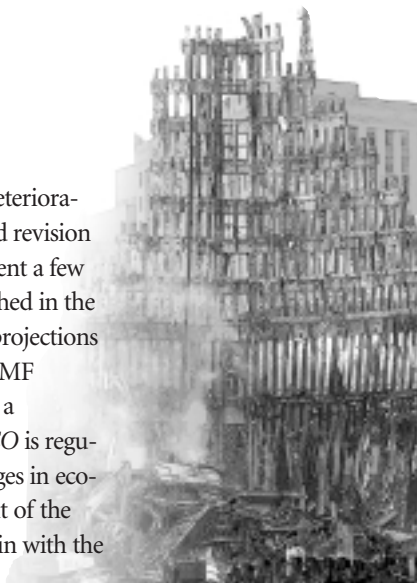 eteriora-
d revision
ent a few
hed in the
projections
MF
a
O is regu-
ges in eco-
t of the
in with the